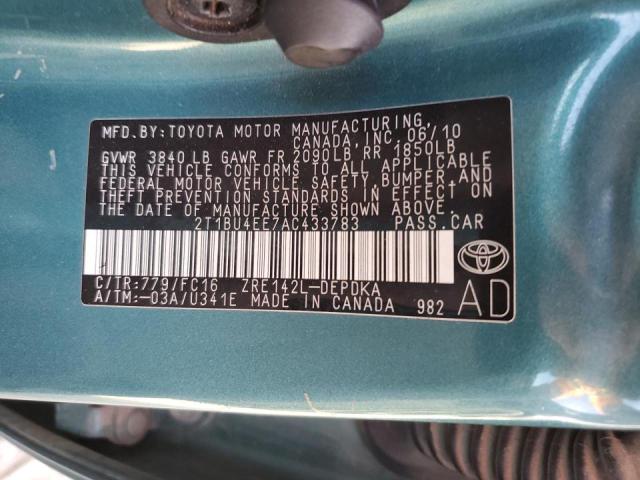 MFD.BY:TOYOTA MOTOR MANUFACTURING,
CANADA, INC. 06/10
GVWR 3840 LB GAWR FR 2090LB RR 1850LB
THIS VEHICLE CONFORMS TO ALL APPLICABLE
FEDERAL MOTOR VEHICLE SAFETY, BUMPER AND
THEFT PREVENTION STANDARDS IN EFFECT ON
THE DATE OF MANUFACTURE SHOWN ABOVE.
2T1BU4EE7AC433783 PASS.CAR
C/TR:779/FC16 ZRE142L-DEPDKA
A/TM:-03A/U341E MADE IN CANADA 982
AD